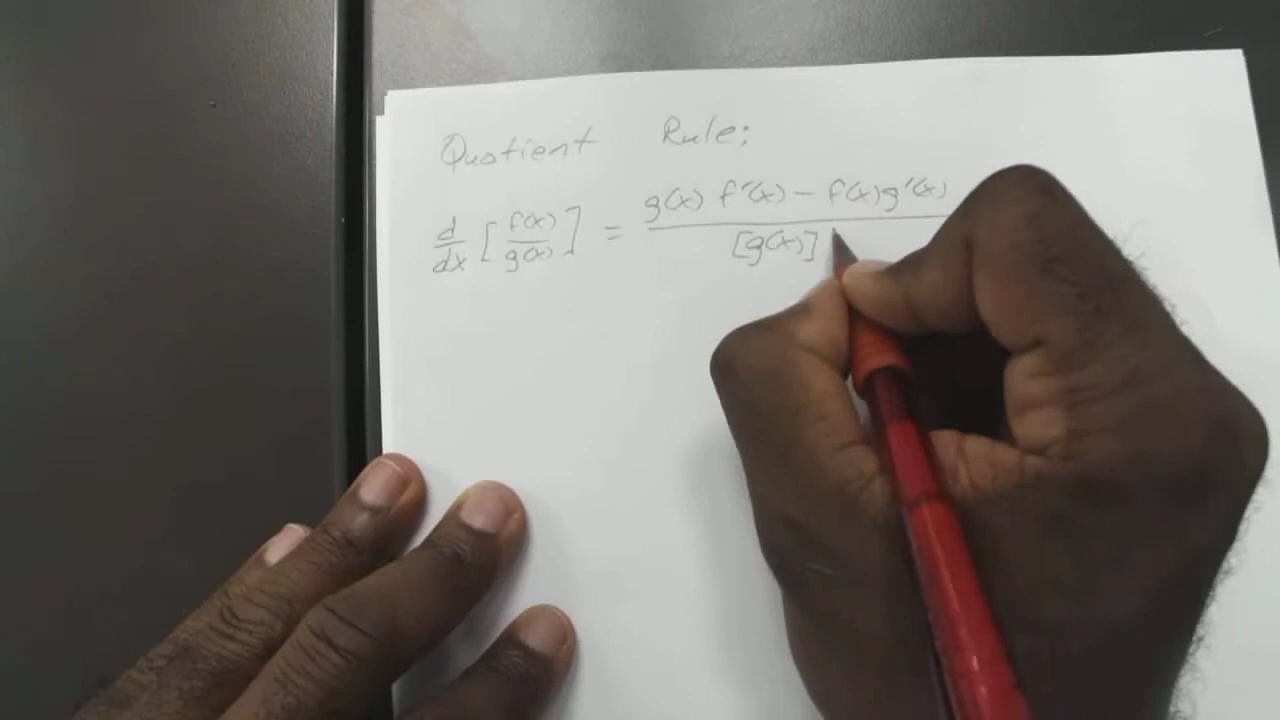 Quotient Rule:
d/dx [f(x)/g(x)] = g(x) f'(x) - f(x)g'(x) / [g(x)]